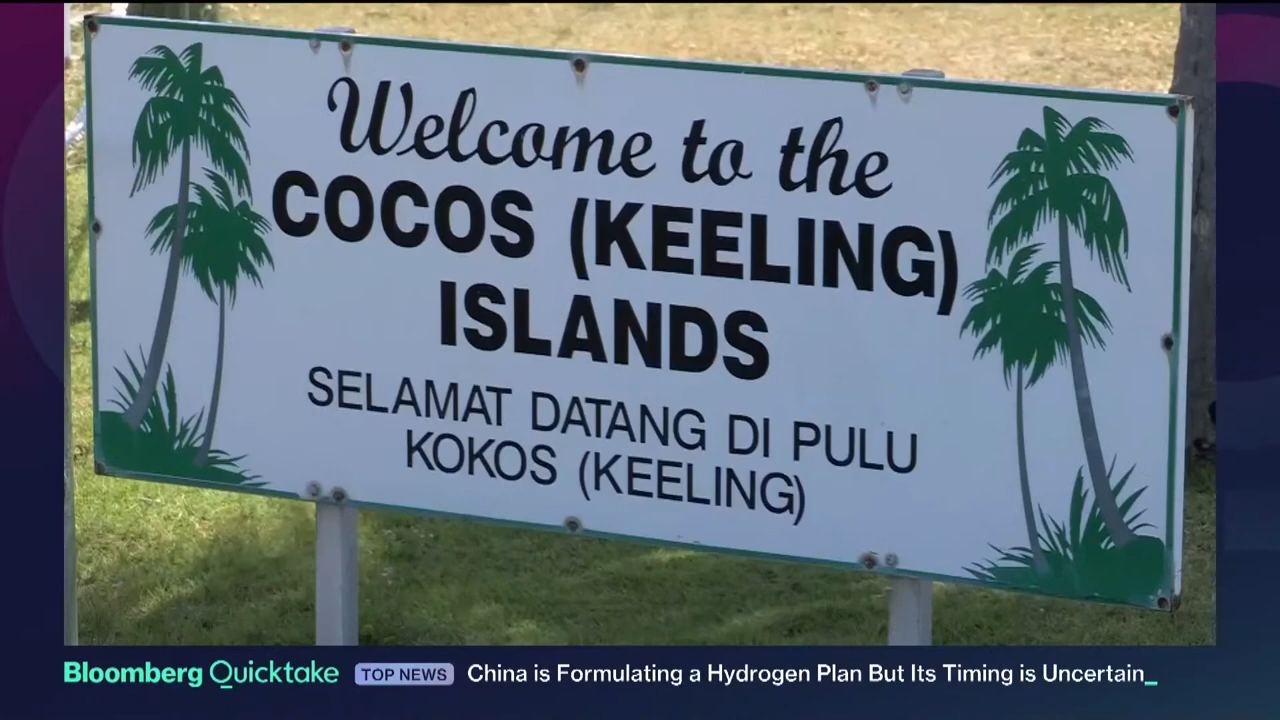 Welcome to the
COCOS (KEELING)
ISLANDS
SELAMAT DATANG DI PULU
KOKOS (KEELING)
Bloomberg Quicktake TOP NEWS China is Formulating a Hydrogen Plan But Its Timing is Uncertain_